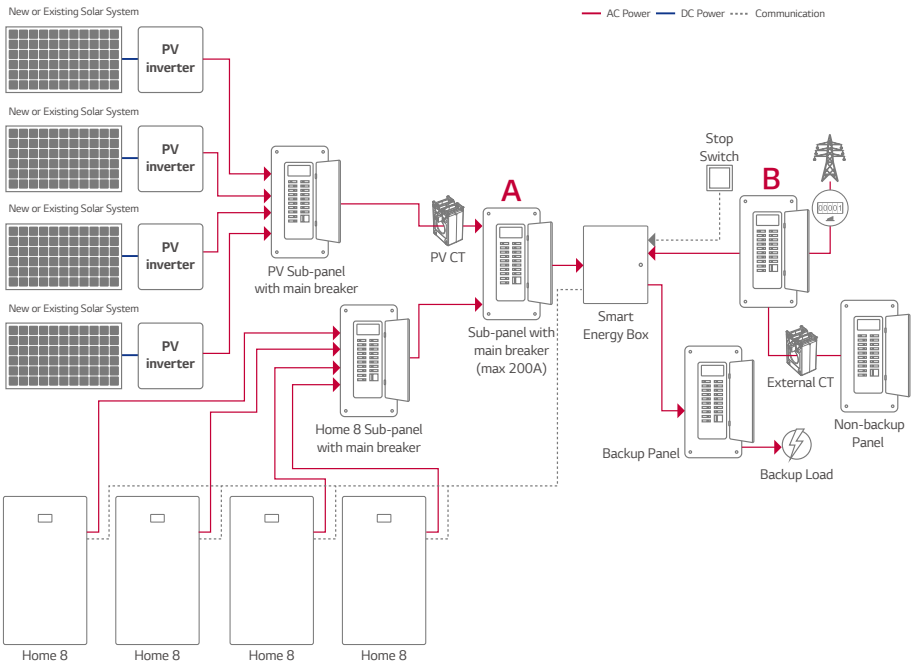 New or Existing Solar System
AC Power
DC Power
Communication
PV
inverter
New or Existing Solar System
PV
inverter
Stop
Switch
A
B
00001
New or Existing Solar System
PV
inverter
PV CT
PV Sub-panel
with main breaker
New or Existing Solar System
PV
inverter
Sub-panel with
main breaker
(max 200A)
Smart
Energy Box
External CT
Home 8 Sub-panel
with main breaker
Non-backup
Panel
Backup Panel
Backup Load
Home 8
Home 8
Home 8
Home 8